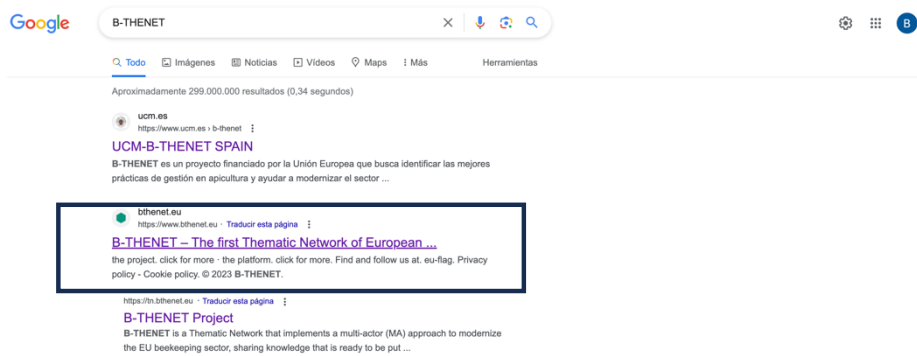 Google
B-THENET
B
Todo Imágenes Noticias Vídeos Maps Más Herramientas
Aproximadamente 299.000.000 resultados (0,34 segundos)
ucm.es
https://www.ucm.es › b-thenet
UCM-B-THENET SPAIN
B-THENET es un proyecto financiado por la Unión Europea que busca identificar las mejores
prácticas de gestión en apicultura y ayudar a modernizar el sector ...
bthenet.eu
https://www.bthenet.eu · Traducir esta página
B-THENET – The first Thematic Network of European ...
the project. click for more · the platform. click for more. Find and follow us at. eu-flag. Privacy
policy - Cookie policy. © 2023 B-THENET.
https://tn.bthenet.eu · Traducir esta página
B-THENET Project
B-THENET is a Thematic Network that implements a multi-actor (MA) approach to modernize
the EU beekeeping sector, sharing knowledge that is ready to be put ...